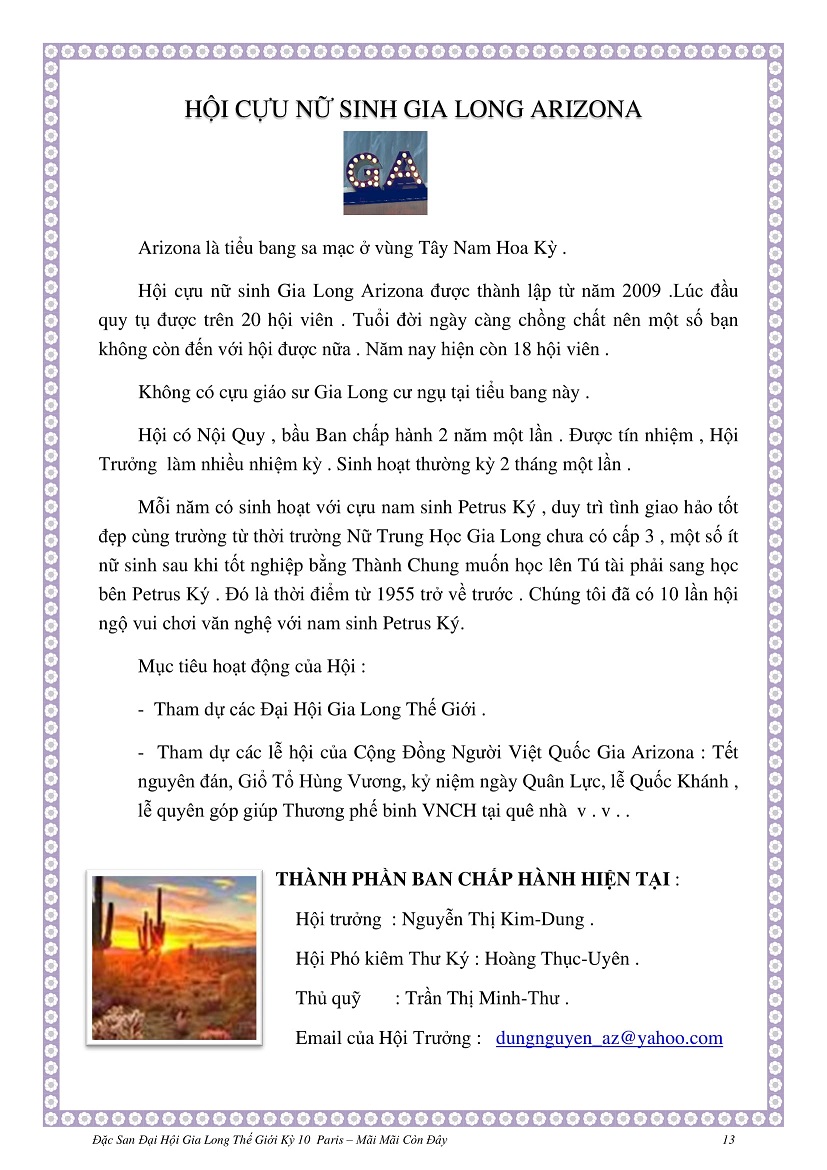 HỘI CỰU NỮ SINH GIA LONG ARIZONA
GA
Arizona là tiểu bang sa mạc ở vùng Tây Nam Hoa Kỳ .
Hội cựu nữ sinh Gia Long Arizona được thành lập từ năm 2009 .Lúc đầu
quy tụ được trên 20 hội viên . Tuổi đời ngày càng chồng chất nên một số bạn
không còn đến với hội được nữa . Năm nay hiện còn 18 hội viên .
Không có cựu giáo sư Gia Long cư ngụ tại tiểu bang này .
Hội có Nội Quy , bầu Ban chấp hành 2 năm một lần . Được tín nhiệm , Hội
Trưởng làm nhiều nhiệm kỳ . Sinh hoạt thường kỳ 2 tháng một lần .
Mỗi năm có sinh hoạt với cựu nam sinh Petrus Ký , duy trì tình giao hảo tốt
đẹp cùng trường từ thời trường Nữ Trung Học Gia Long chưa có cấp 3 , một số ít
nữ sinh sau khi tốt nghiệp bằng Thành Chung muốn học lên Tú tài phải sang học
bên Petrus Ký . Đó là thời điểm từ 1955 trở về trước . Chúng tôi đã có 10 lần hội
ngộ vui chơi văn nghệ với nam sinh Petrus Ký.
Mục tiêu hoạt động của Hội :
- Tham dự các Đại Hội Gia Long Thế Giới .
- Tham dự các lễ hội của Cộng Đồng Người Việt Quốc Gia Arizona : Tết
nguyên đán, Giổ Tổ Hùng Vương, kỷ niệm ngày Quân Lực, lễ Quốc Khánh ,
lễ quyên góp giúp Thương phế binh VNCH tại quê nhà v . v . .
THÀNH PHẦN BAN CHẤP HÀNH HIỆN TẠI :
Hội trưởng : Nguyễn Thị Kim-Dung .
Hội Phó kiêm Thư Ký : Hoàng Thục-Uyên .
Thủ quỹ : Trần Thị Minh-Thư .
Email của Hội Trưởng : dungnguyen_az@yahoo.com
Đặc San Đại Hội Gia Long Thế Giới Kỳ 10 Paris – Mãi Mãi Còn Đây 13